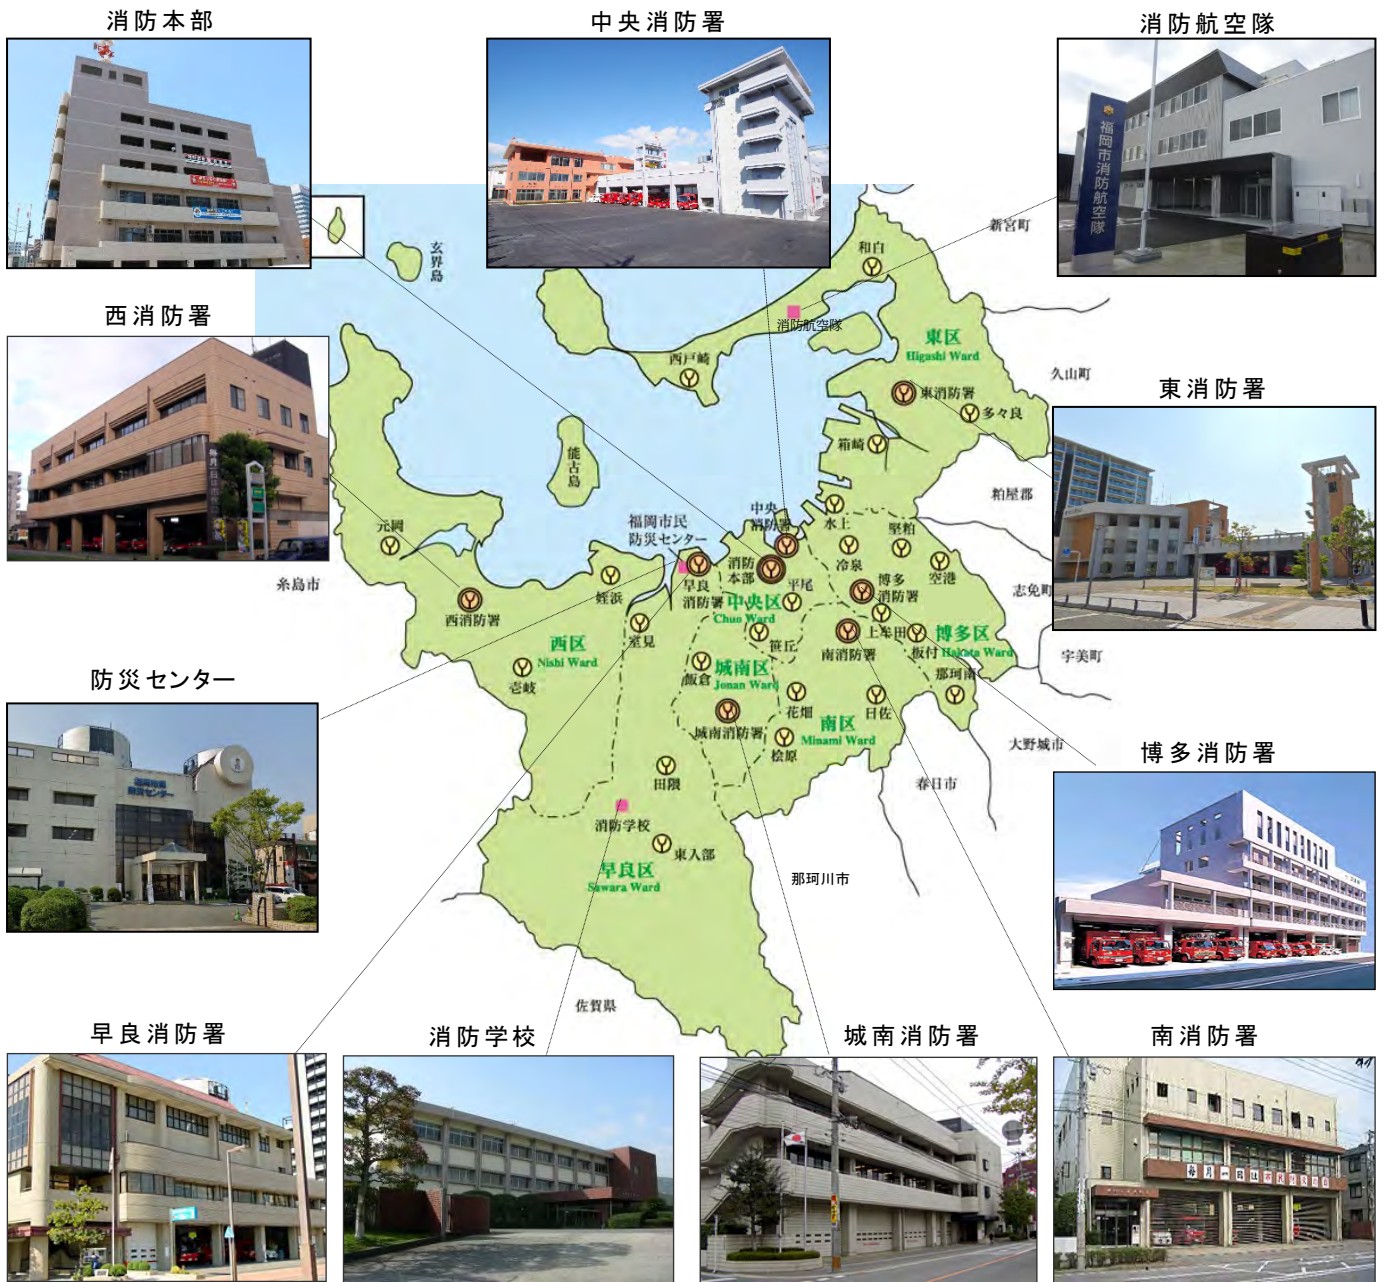 消防本部
中央消防署
消防航空隊
福岡市消防航空隊
新宮町
玄界島
和白
西消防署
消防航空隊
東区
Higashi Ward
西戸崎
久山町
東消防署
東消防署
多々良
箱崎
能古島
粕屋郡
中央
消防署
水上
福岡市民
防災センター
堅粕
元岡
冷泉
消防
本部
空港
糸島市
平尾
博多
消防署
志免町
早良
消防署
姪浜
中央区
Chuo Ward
西消防署
上牟田
博多区
Hakata Ward
板付
室見
西区
Nishi Ward
笹丘
南消防署
宇美町
城南区
Jonan Ward
飯倉
那珂南
壱岐
防災センター
花畑
日佐
南区
Minami Ward
城南消防署
大野城市
桧原
博多消防署
福岡市民
防災センター
田隈
春日市
消防学校
東入部
早良区
Sawara Ward
那珂川市
佐賀県
早良消防署
消防学校
城南消防署
南消防署